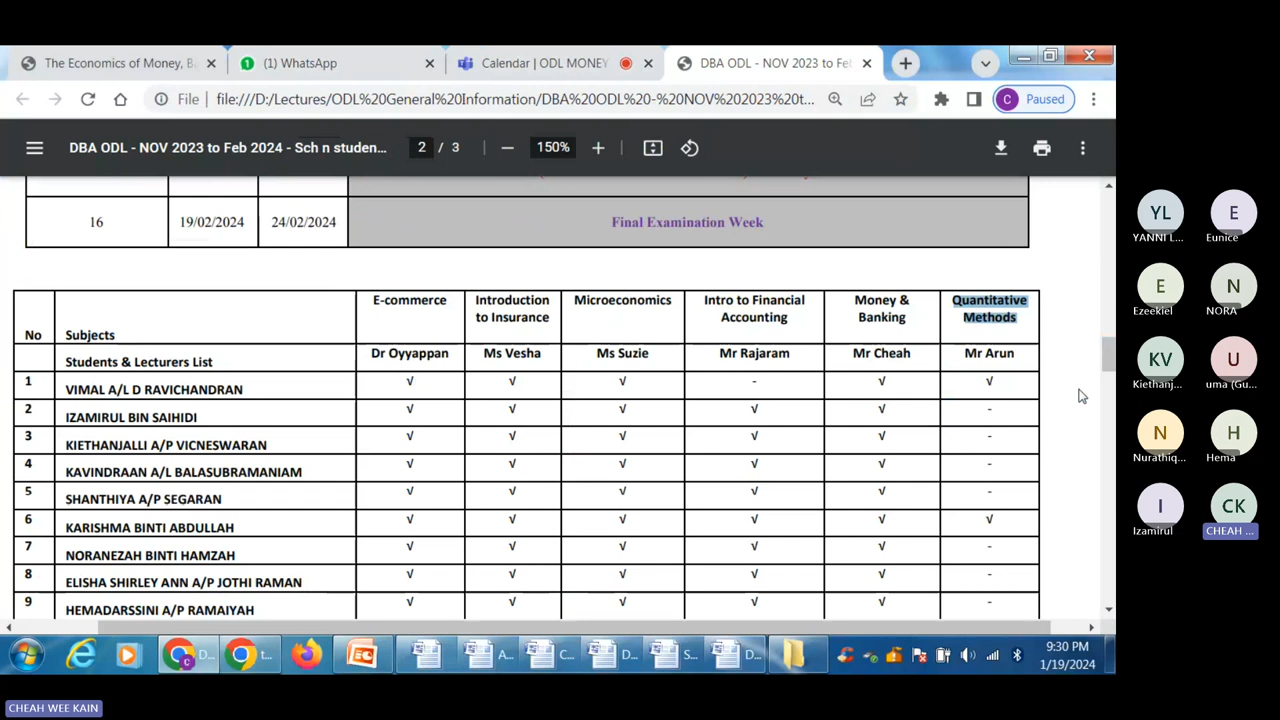 The Economics of Money, B
(1) WhatsApp
Calendar | ODL MONEY
DBA ODL - NOV 2023 to Fe
File file:///D:/Lectures/ODL%20General%20Information/DBA%20ODL%20-%20NOV%202023%20t...
C Paused
DBA ODL - NOV 2023 to Feb 2024 - Sch n studen... 2 / 3 150%
16 19/02/2024 24/02/2024 Final Examination Week
No Subjects E-commerce Introduction to Insurance Microeconomics Intro to Financial Accounting Money & Banking Quantitative Methods
Students & Lecturers List Dr Oyyappan Ms Vesha Ms Suzie Mr Rajaram Mr Cheah Mr Arun
1 VIMAL A/L D RAVICHANDRAN √ √ √ - √ √
2 IZAMIRUL BIN SAIHIDI √ √ √ √ √ -
3 KIETHANJALLI A/P VICNESWARAN √ √ √ √ √ -
4 KAVINDRAAN A/L BALASUBRAMANIAM √ √ √ √ √ -
5 SHANTHIYA A/P SEGARAN √ √ √ √ √ -
6 KARISHMA BINTI ABDULLAH √ √ √ √ √ √
7 NORANEZAH BINTI HAMZAH √ √ √ √ √ -
8 ELISHA SHIRLEY ANN A/P JOTHI RAMAN √ √ √ √ √ -
9 HEMADARSSINI A/P RAMAIYAH √ √ √ √ √ -
YL E
YANNI L... Eunice
E N
Ezeekiel NORA
KV U
Kiethanj... uma (Gu...
N H
Nurathiq... Hema
I CK
Izamirul CHEAH ...
D... t... A... C... D... S... D...
9:30 PM
1/19/2024
CHEAH WEE KAIN